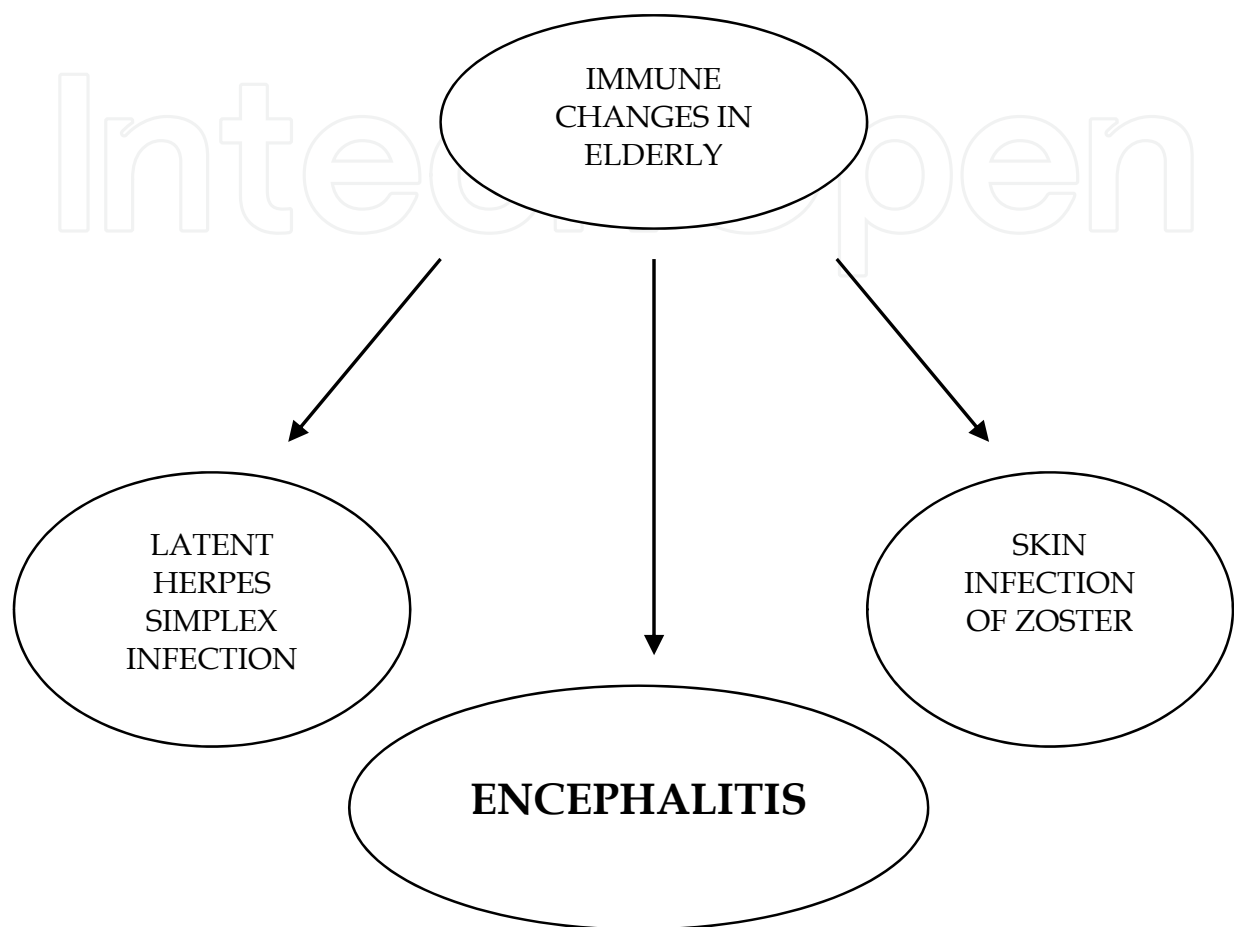 IMMUNE
CHANGES IN
ELDERLY
LATENT
HERPES
SIMPLEX
INFECTION
SKIN
INFECTION
OF ZOSTER
ENCEPHALITIS